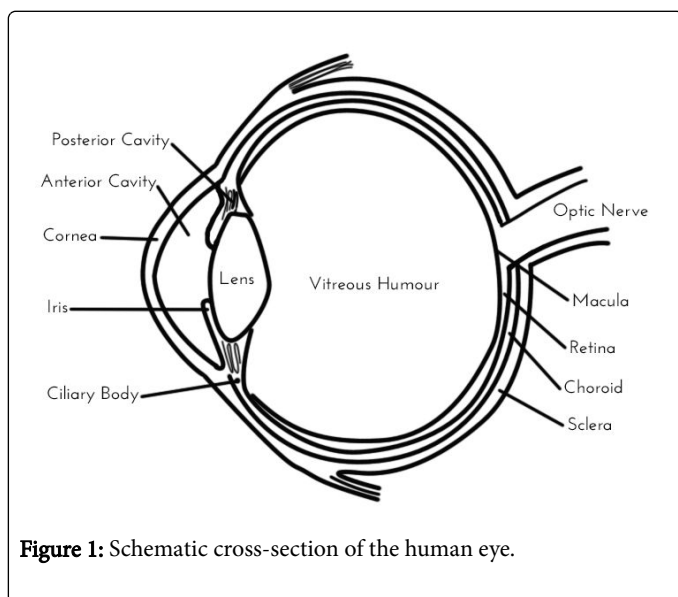 Posterior Cavity
Anterior Cavity
Cornea
Iris
Ciliary Body
Lens
Vitreous Humour
Optic Nerve
Macula
Retina
Choroid
Sclera
Figure 1: Schematic cross-section of the human eye.